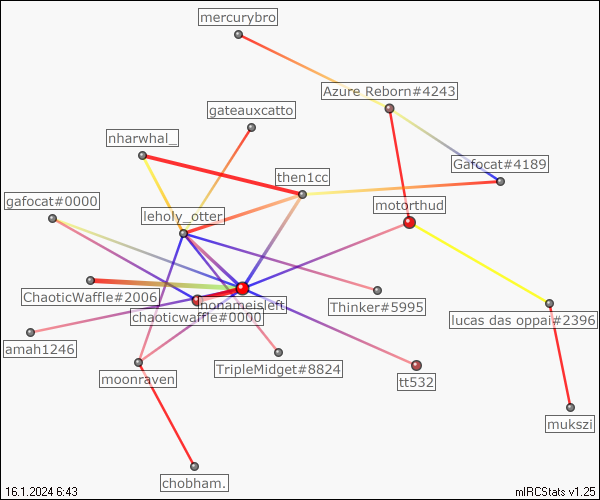 mercurybro
Azure Reborn#4243
gateauxcatto
nharwhal_
Gafocat#4189
then1cc
gafocat#0000
motorthud
leholy_otter
ChaoticWaffle#2006
nonameisleft
Thinker#5995
chaoticwaffle#0000
lucas das oppai#2396
amah1246
TripleMidget#8824
moonraven
tt532
mukszi
chobham.
16.1.2024 6:43
mIRCStats v1.25